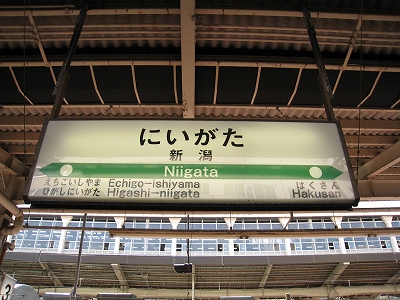 にいがた
新潟
Niigata
えちごいしやま Echigo-ishiyama
ひがしにいがた Higashi-niigata
はくさん
Hakusan
3